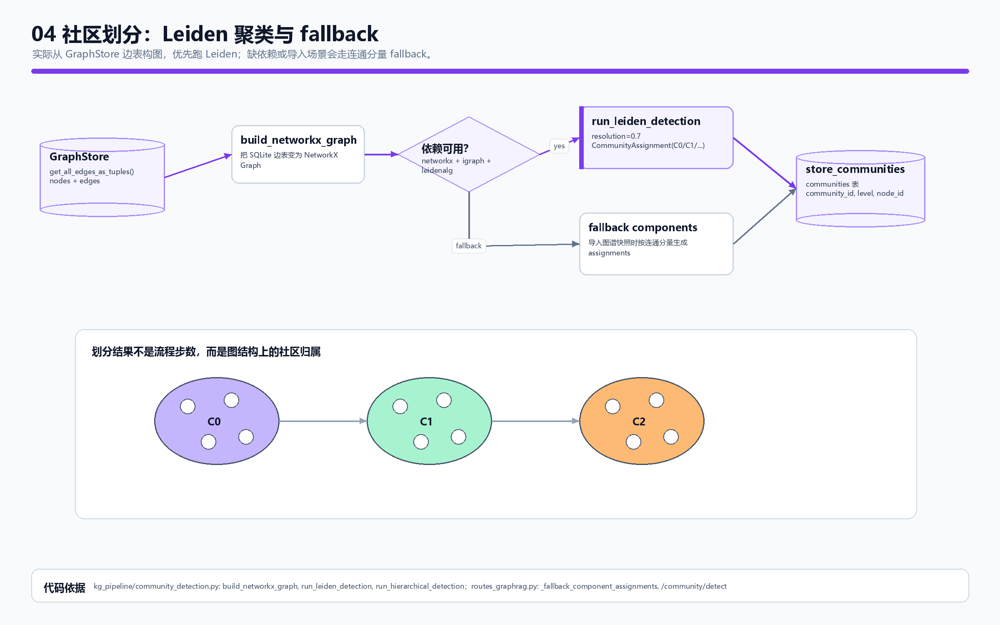 04 社区划分：Leiden 聚类与 fallback
实际从 GraphStore 边表构图，优先跑 Leiden；缺依赖或导入场景会走连通分量 fallback。
GraphStore
get_all_edges_as_tuples()
nodes + edges
build_networkx_graph
把 SQLite 边表变为 NetworkX
Graph
依赖可用?
networkx + igraph +
leidenalg
yes
run_leiden_detection
resolution=0.7
CommunityAssignment(C0/C1/...)
fallback
fallback components
导入图谱快照时按连通分量生成
assignments
store_communities
communities 表
community_id, level, node_id
划分结果不是流程步数，而是图结构上的社区归属
C0
C1
C2
代码依据 kg_pipeline/community_detection.py: build_networkx_graph, run_leiden_detection, run_hierarchical_detection；routes_graphrag.py: _fallback_component_assignments, /community/detect